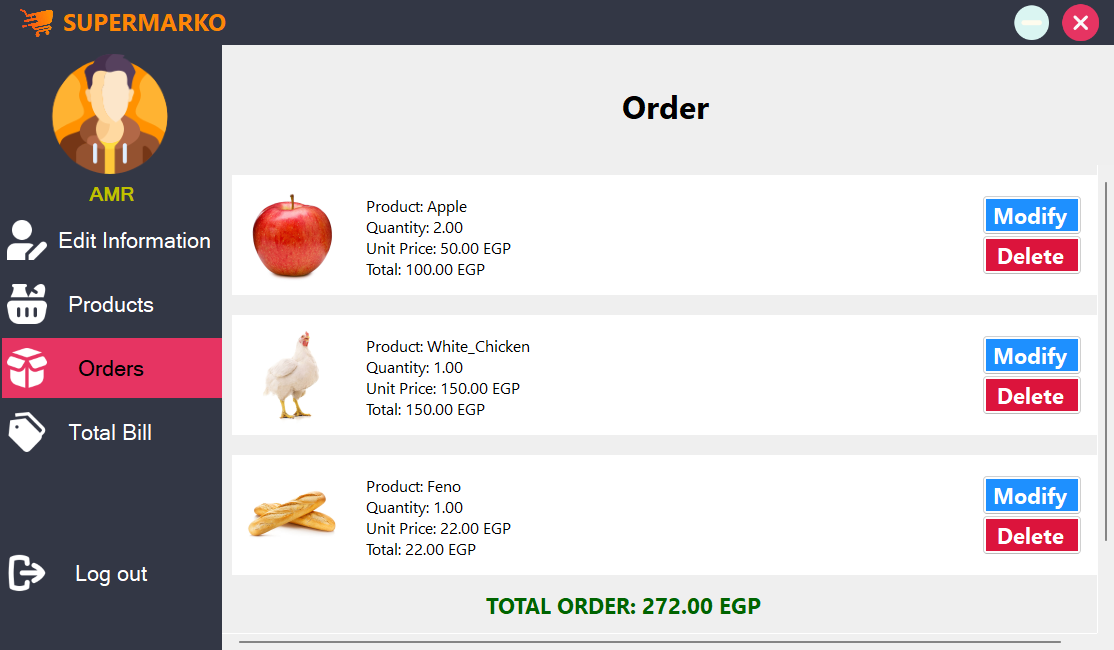 SUPERMARKO
AMR
Edit Information
Products
Orders
Total Bill
Log out
Order
Product: Apple
Quantity: 2.00
Unit Price: 50.00 EGP
Total: 100.00 EGP
Modify
Delete
Product: White_Chicken
Quantity: 1.00
Unit Price: 150.00 EGP
Total: 150.00 EGP
Modify
Delete
Product: Feno
Quantity: 1.00
Unit Price: 22.00 EGP
Total: 22.00 EGP
Modify
Delete
TOTAL ORDER: 272.00 EGP